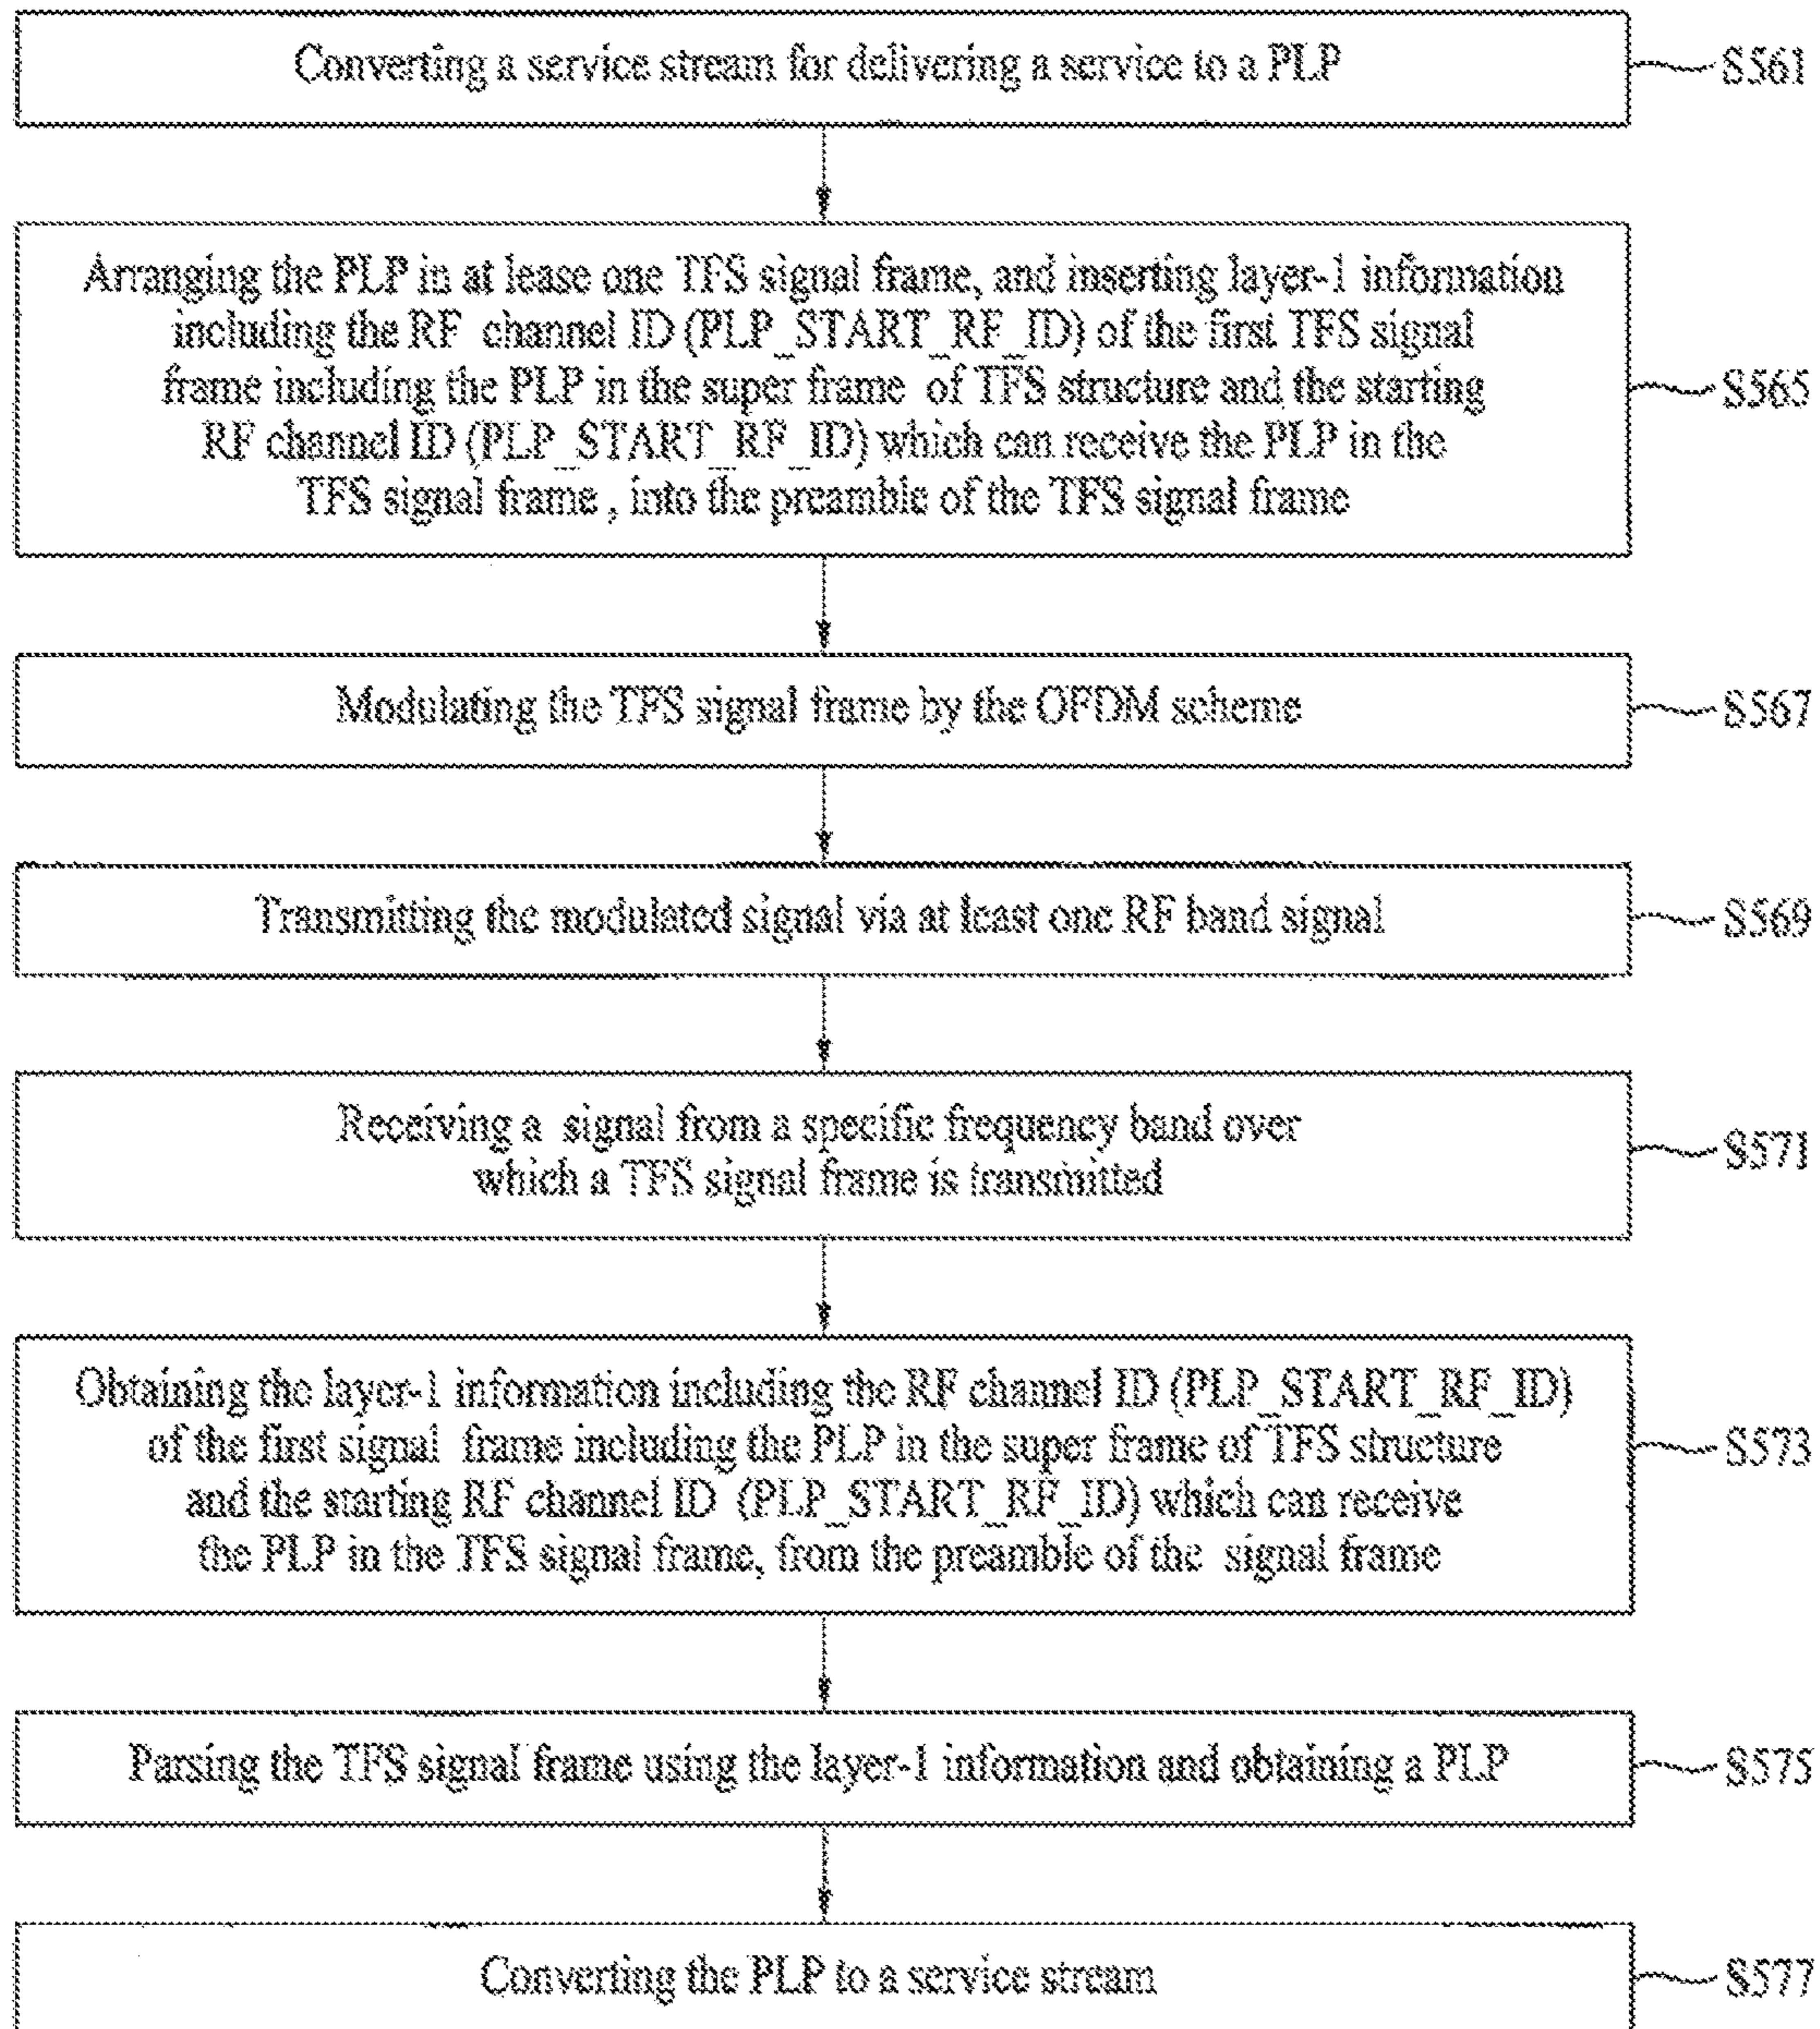 Converting a service stream for delivering a service to a PLP
S561
Arranging the PLP in at lease one TFS signal frame, and inserting layer-1 information
including the RF channel ID (PLP_START_RF_ID) of the first TFS signal
frame including the PLP in the super frame of TFS structure and the starting
RF channel ID (PLP_START_RF_ID) which can receive the PLP in the
TFS signal frame , into the preamble of the TFS signal frame
S565
Modulating the TFS signal frame by the OFDM scheme
S567
Transmitting the modulated signal via at least one RF band signal
S569
Receiving a signal from a specific frequency band over
which a TFS signal frame is transmitted
S571
Obtaining the layer-1 information including the RF channel ID (PLP_START_RF_ID)
of the first signal frame including the PLP in the super frame of TFS structure
and the starting RF channel ID (PLP_START_RF_ID) which can receive
the PLP in the TFS signal frame, from the preamble of the signal frame
S573
Parsing the TFS signal frame using the layer-1 information and obtaining a PLP
S575
Converting the PLP to a service stream
S577